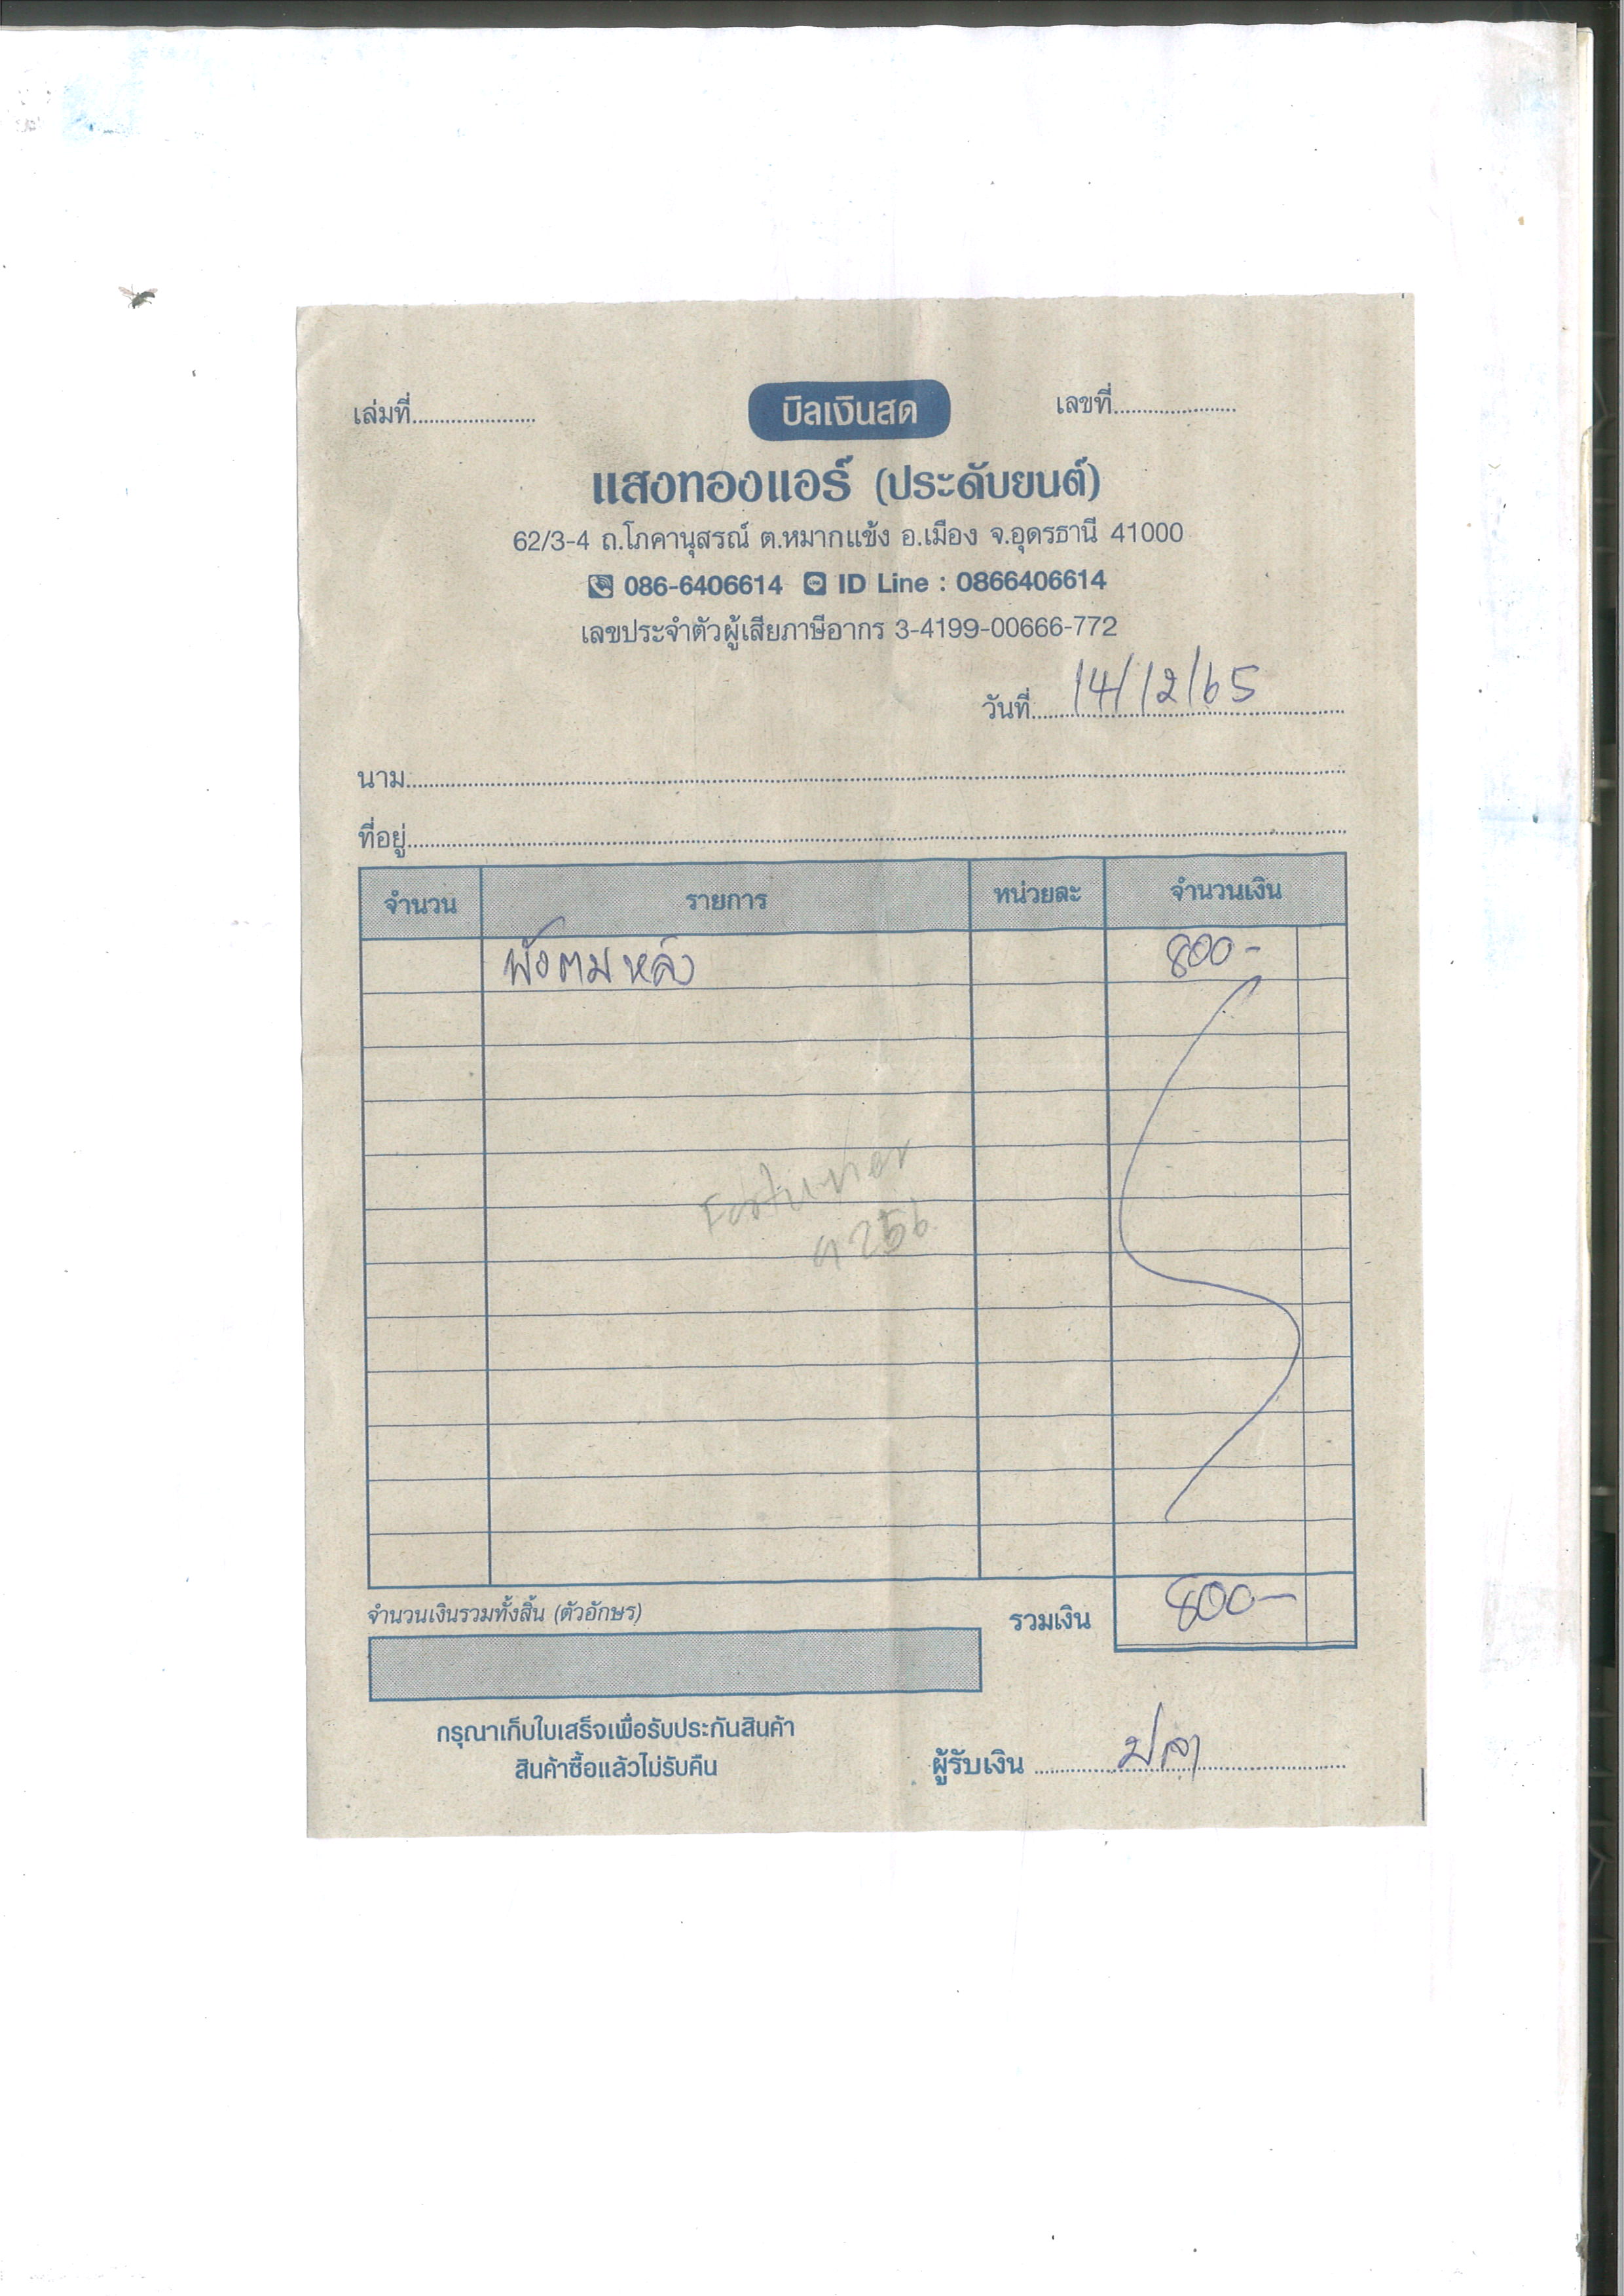 เล่มที่...................... บิลเงินสด เลขที่......................
แสงทองแอร์ (ประดับยนต์)
62/3-4 ถ.โภคานุสรณ์ ต.หมากแข้ง อ.เมือง จ.อุดรธานี 41000
086-6406614 ID Line : 0866406614
เลขประจำตัวผู้เสียภาษีอากร 3-4199-00666-772
วันที่ 14/12/65
นาม
ที่อยู่
จำนวน รายการ หน่วยละ จำนวนเงิน
หลัง 800-
Fortuner
จำนวนเงินรวมทั้งสิ้น (ตัวอักษร) รวมเงิน 800-
กรุณาเก็บใบเสร็จเพื่อรับประกันสินค้า
สินค้าซื้อแล้วไม่รับคืน
ผู้รับเงิน